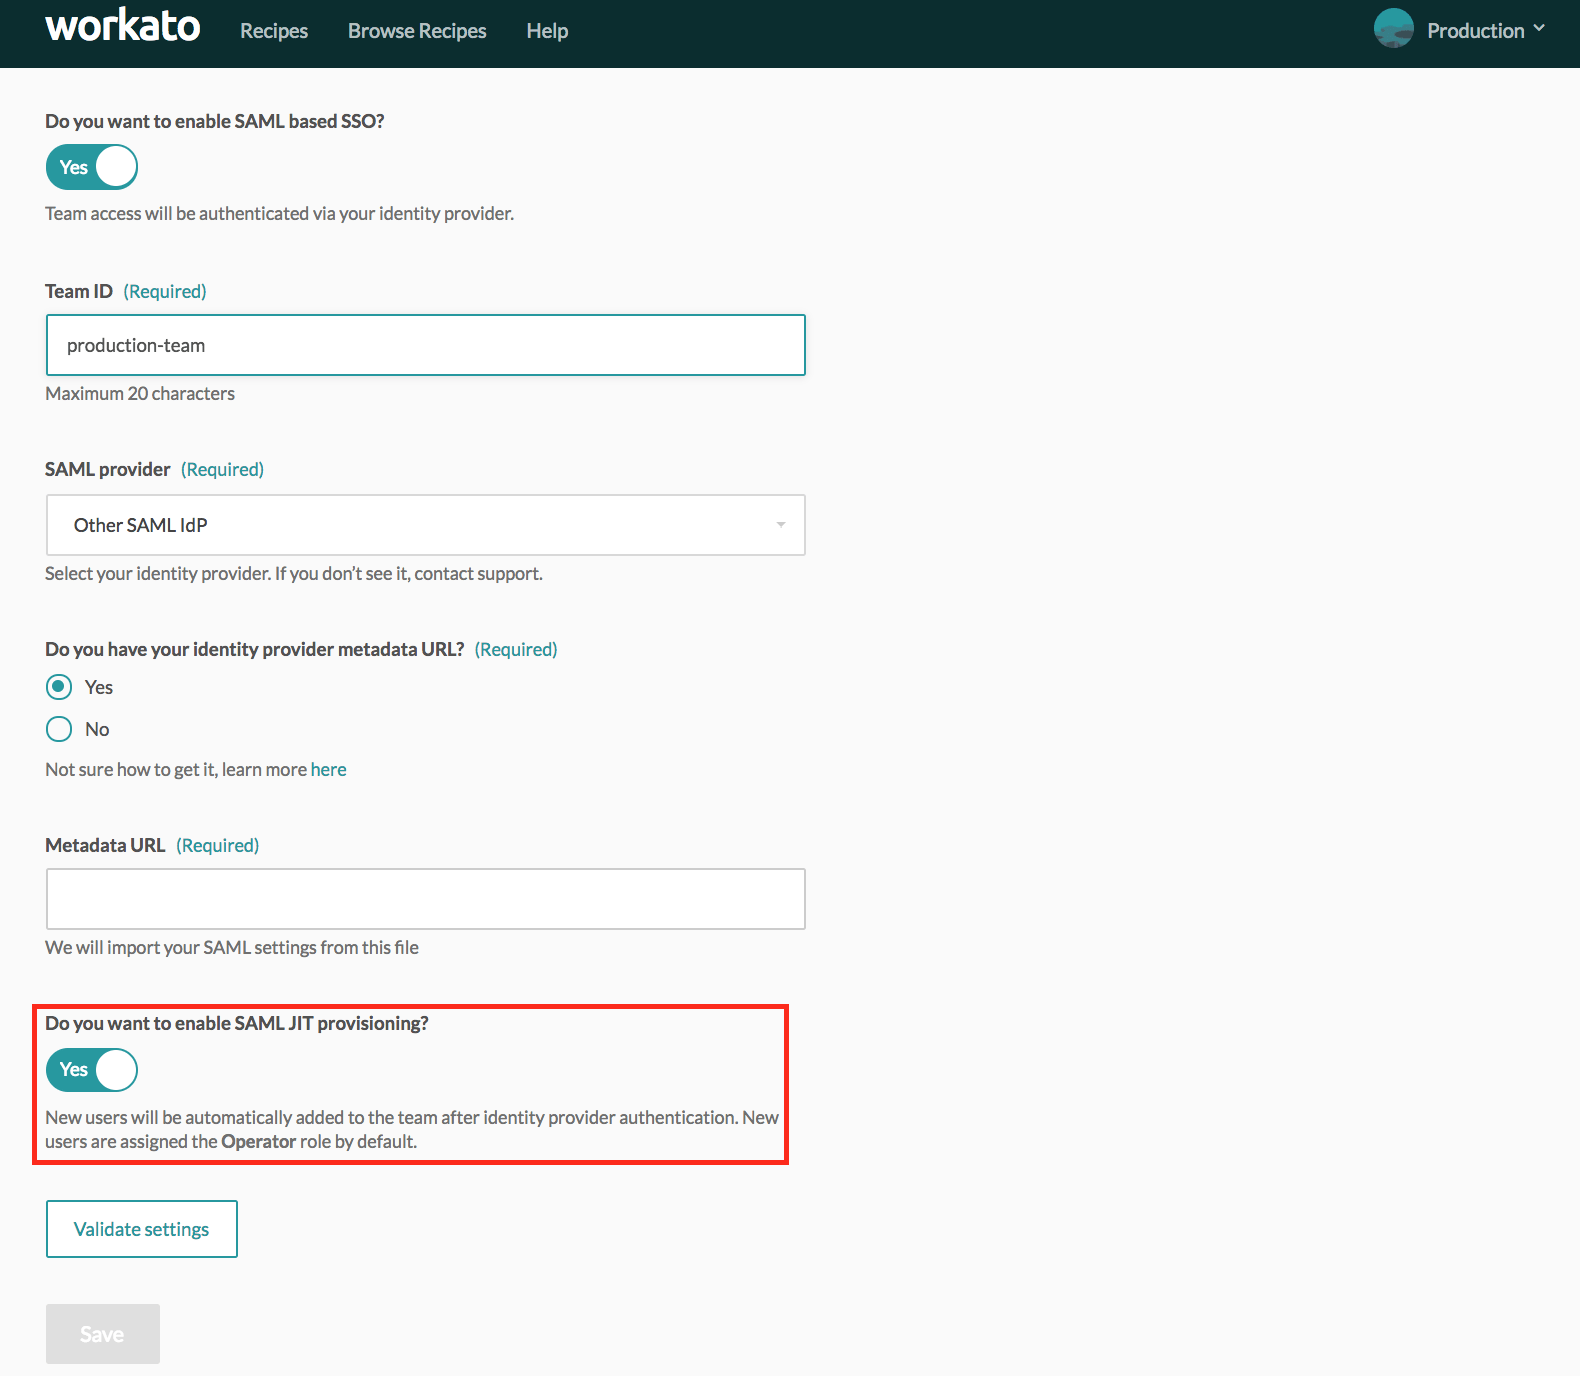 workato
Recipes
Browse Recipes
Help
Production
Do you want to enable SAML based SSO?
Yes
Team access will be authenticated via your identity provider.
Team ID (Required)
production-team
Maximum 20 characters
SAML provider (Required)
Other SAML IdP
Select your identity provider. If you don’t see it, contact support.
Do you have your identity provider metadata URL? (Required)
Yes
No
Not sure how to get it, learn more here
Metadata URL (Required)
We will import your SAML settings from this file
Do you want to enable SAML JIT provisioning?
Yes
New users will be automatically added to the team after identity provider authentication. New
users are assigned the Operator role by default.
Validate settings
Save